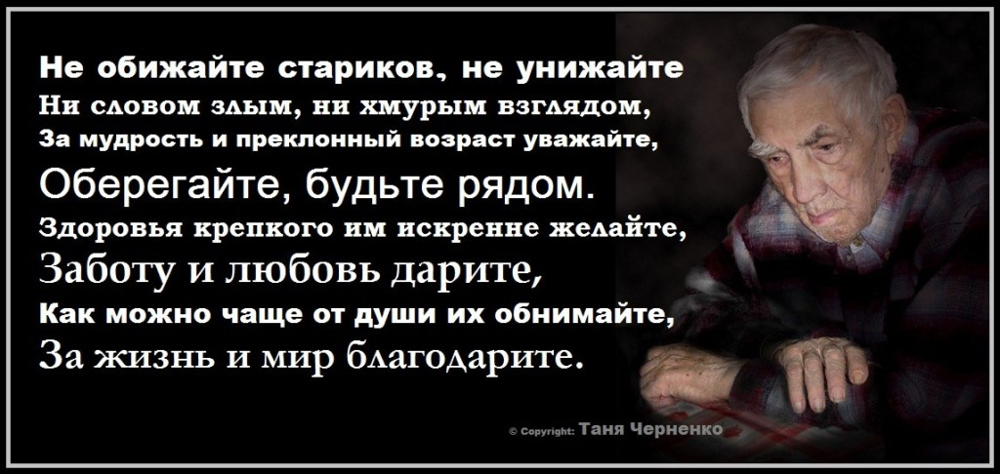 Не обижайте стариков, не унижайте
Ни словом злым, ни хмурым взглядом,
За мудрость и преклонный возраст уважайте,
Оберегайте, будьте рядом.
Здоровья крепкого им искренне желайте,
Заботу и любовь дарите,
Как можно чаще от души их обнимайте,
За жизнь и мир благодарите.
© Copyright: Таня Черненко